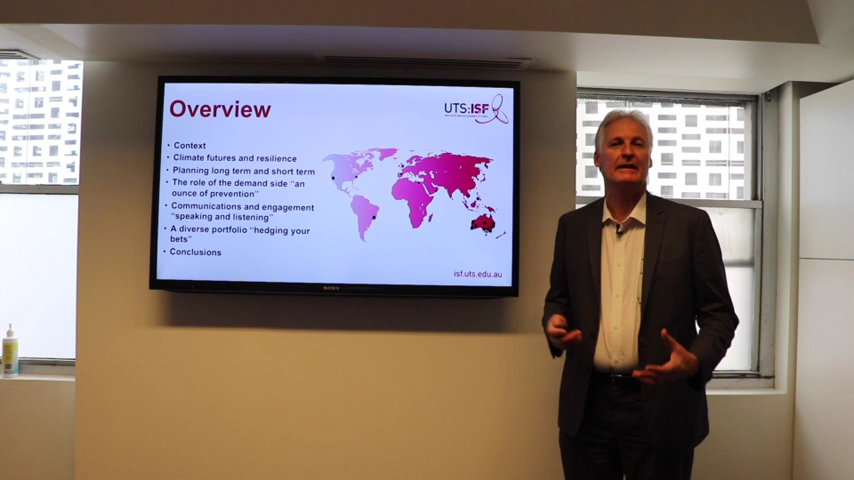 Overview
UTS:ISF
• Context
• Climate futures and resilience
• Planning long term and short term
• The role of the demand side "an
ounce of prevention"
• Communications and engagement
"speaking and listening"
• A diverse portfolio "hedging your
bets"
• Conclusions
isf.uts.edu.au
SONY